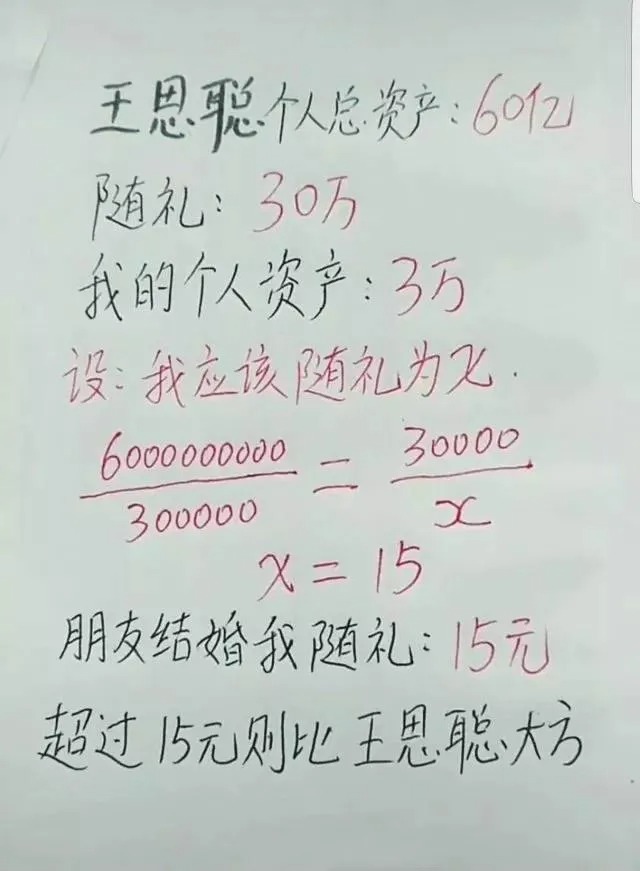 王思聪个人总资产:60亿
随礼:30万
我的个人资产:3万
设:我应该随礼为x.
6000000000/300000=30000/x
x=15
朋友结婚我随礼:15元
超过15元则比王思聪大方